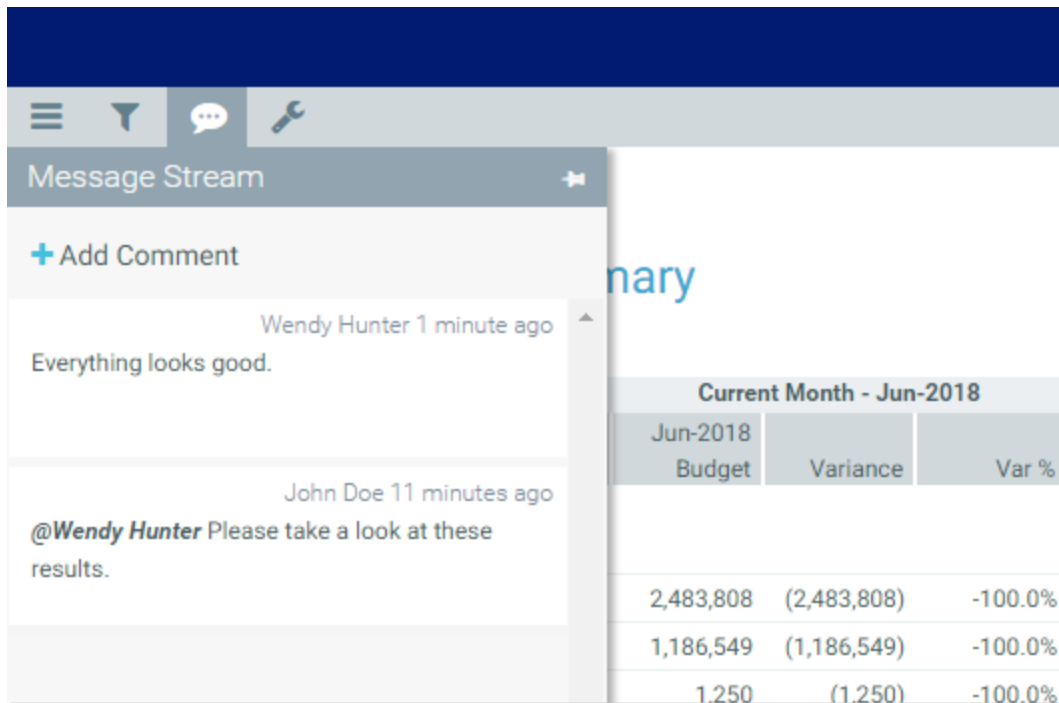 Message Stream
+ Add Comment
Wendy Hunter 1 minute ago
Everything looks good.
John Doe 11 minutes ago
@Wendy Hunter Please take a look at these
results.
mary
Current Month - Jun-2018
Jun-2018
Budget Variance Var %
2,483,808 (2,483,808) -100.0%
1,186,549 (1,186,549) -100.0%
1,250 (1,250) -100.0%